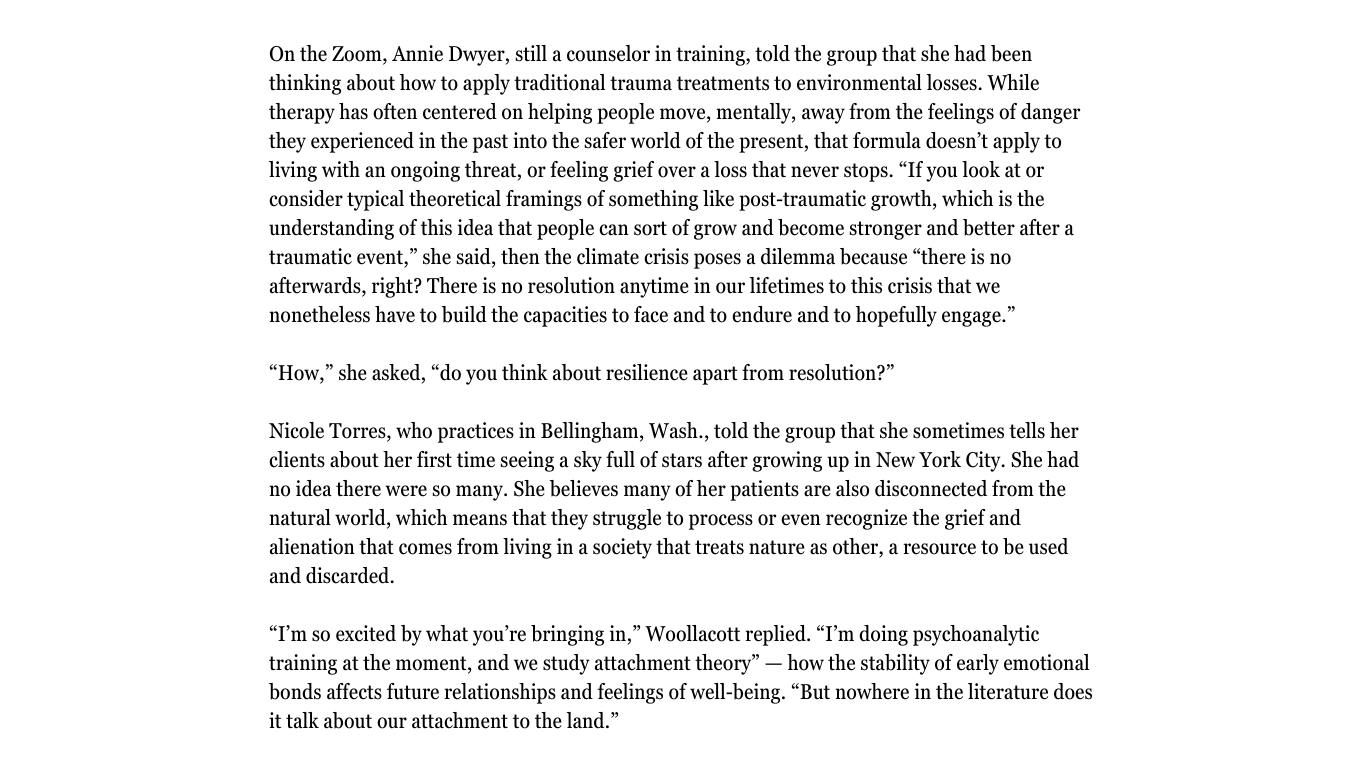 On the Zoom, Annie Dwyer, still a counselor in training, told the group that she had been
thinking about how to apply traditional trauma treatments to environmental losses. While
therapy has often centered on helping people move, mentally, away from the feelings of danger
they experienced in the past into the safer world of the present, that formula doesn’t apply to
living with an ongoing threat, or feeling grief over a loss that never stops. “If you look at or
consider typical theoretical framings of something like post-traumatic growth, which is the
understanding of this idea that people can sort of grow and become stronger and better after a
traumatic event,” she said, then the climate crisis poses a dilemma because “there is no
afterwards, right? There is no resolution anytime in our lifetimes to this crisis that we
nonetheless have to build the capacities to face and to endure and to hopefully engage.”
“How,” she asked, “do you think about resilience apart from resolution?”
Nicole Torres, who practices in Bellingham, Wash., told the group that she sometimes tells her
clients about her first time seeing a sky full of stars after growing up in New York City. She had
no idea there were so many. She believes many of her patients are also disconnected from the
natural world, which means that they struggle to process or even recognize the grief and
alienation that comes from living in a society that treats nature as other, a resource to be used
and discarded.
“I’m so excited by what you’re bringing in,” Woollacott replied. “I’m doing psychoanalytic
training at the moment, and we study attachment theory” — how the stability of early emotional
bonds affects future relationships and feelings of well-being. “But nowhere in the literature does
it talk about our attachment to the land.”